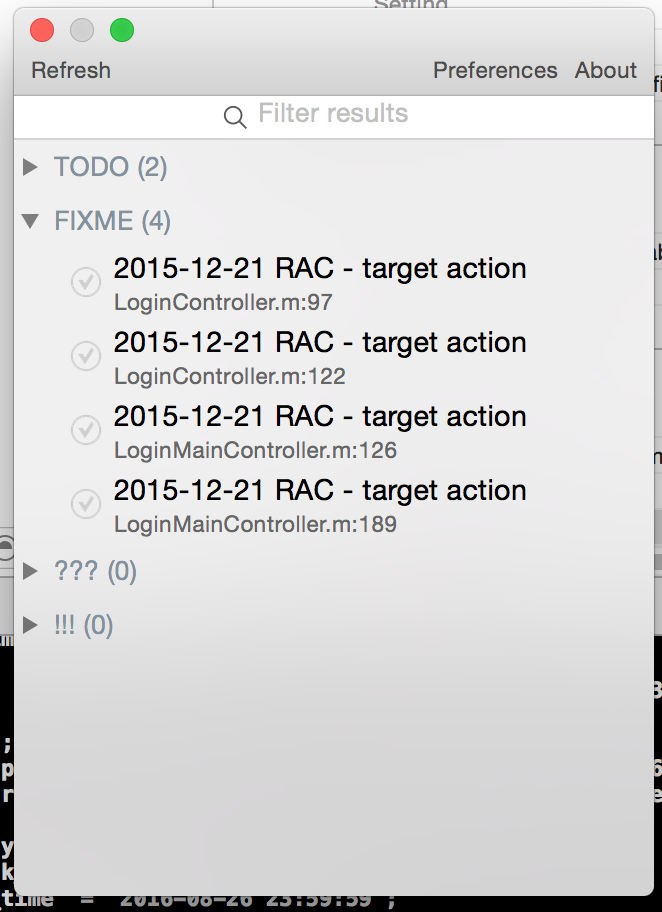 Setting
Refresh
Preferences
About
Filter results
TODO (2)
FIXME (4)
2015-12-21 RAC - target action
LoginController.m:97
2015-12-21 RAC - target action
LoginController.m:122
2015-12-21 RAC - target action
LoginMainController.m:126
2015-12-21 RAC - target action
LoginMainController.m:189
??? (0)
!!! (0)
;
p
r
y
k
_time = 2016-08-26 23:59:59 ;